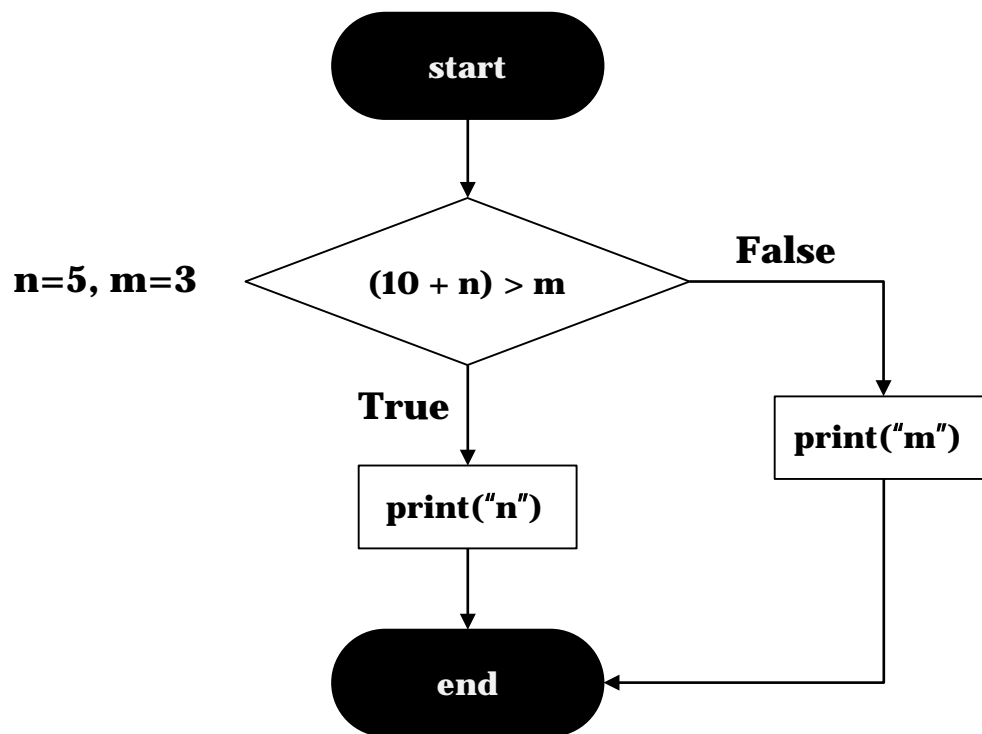 start
n=5, m=3
(10 + n) > m
False
True
print("m")
print("n")
end